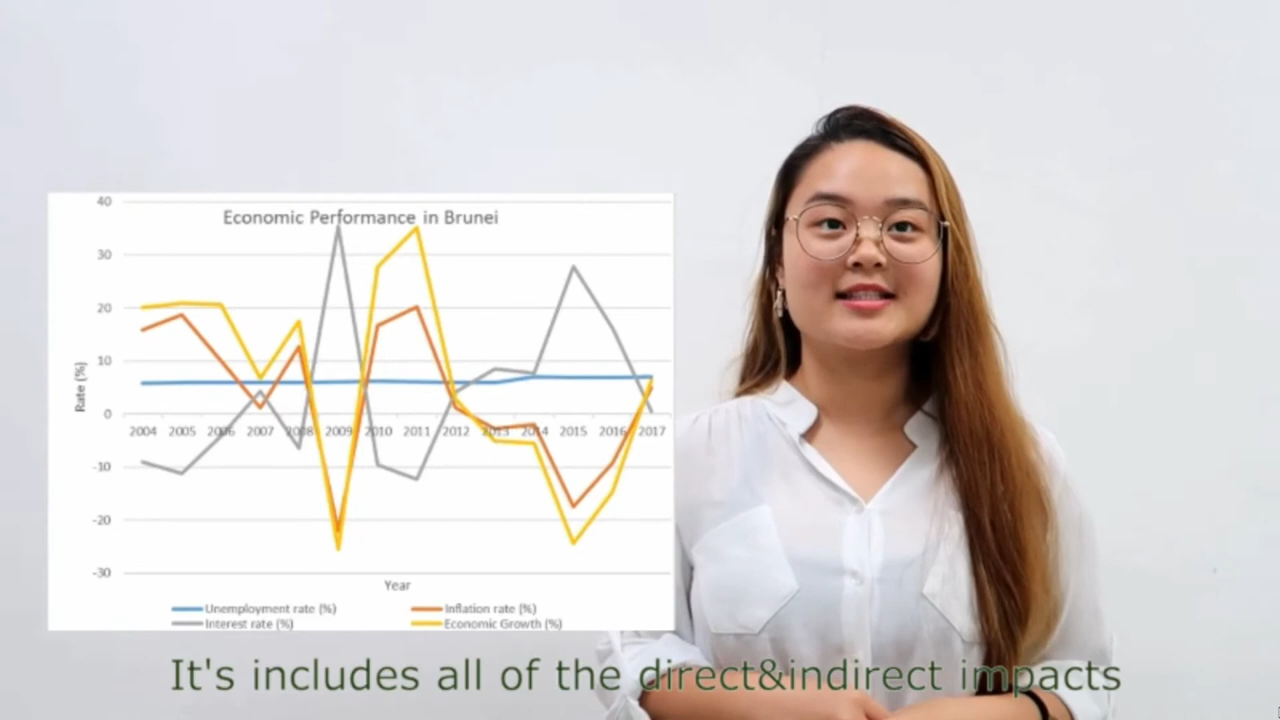 40
Economic Performance in Brunei
30
20
10
0
-10
-20
-30
Rate (%)
2004 2005 2006 2007 2008 2009 2010 2011 2012 2013 2014 2015 2016 2017
Year
Unemployment rate (%) Inflation rate (%)
Interest rate (%) Economic Growth (%)
It's includes all of the direct&indirect impacts